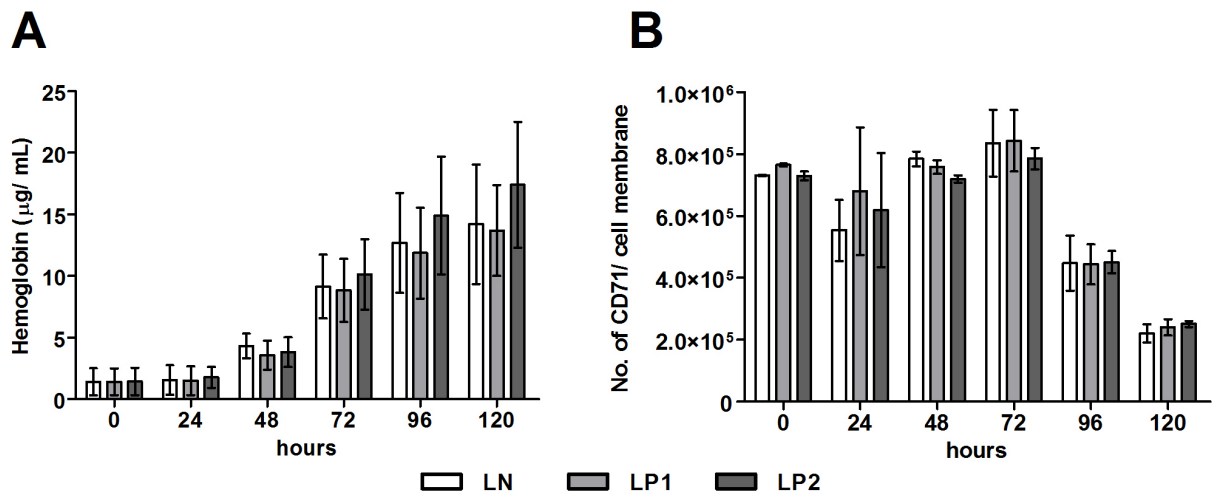 A
Hemoglobin (μg/ mL)
25
20
15
10
5
0
0 24 48 72 96 120
hours
B
No. of CD71/ cell membrane
1.0×10⁶
8.0×10⁵
6.0×10⁵
4.0×10⁵
2.0×10⁵
0
0 24 48 72 96 120
hours
LN LP1 LP2